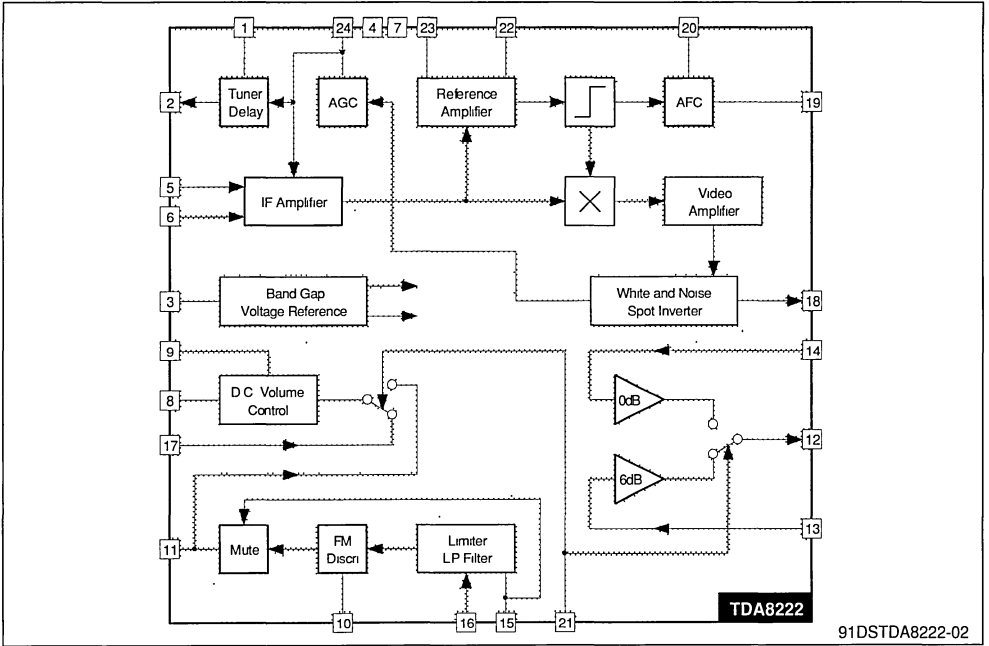 1 24 4 7 23 22 20
2 Tuner Delay AGC Reference Amplifier AFC 19
5 IF Amplifier Video Amplifier
6
3 Band Gap Voltage Reference White and Noise Spot Inverter 18
9 14
8 D C Volume Control 0dB
17 12
6dB
13
11 Mute FM Discri Limiter LP Filter
10 16 15 21
TDA8222
91DSTDA8222-02